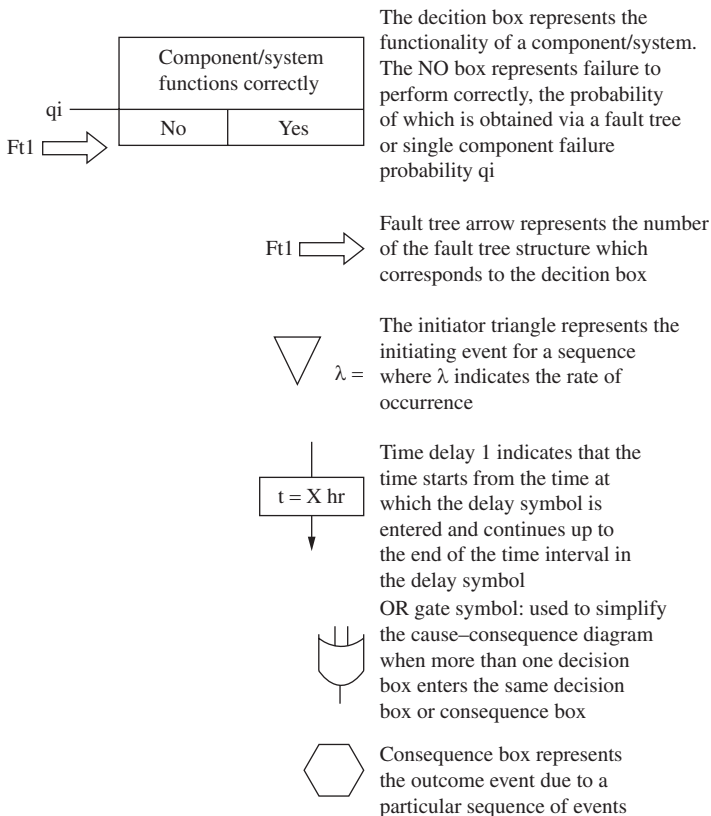 Component/system
functions correctly
qi
No Yes
Ft1
The decition box represents the
functionality of a component/system.
The NO box represents failure to
perform correctly, the probability
of which is obtained via a fault tree
or single component failure
probability qi
Ft1
Fault tree arrow represents the number
of the fault tree structure which
corresponds to the decition box
λ =
The initiator triangle represents the
initiating event for a sequence
where λ indicates the rate of
occurrence
t = X hr
Time delay 1 indicates that the
time starts from the time at
which the delay symbol is
entered and continues up to
the end of the time interval in
the delay symbol
OR gate symbol: used to simplify
the cause–consequence diagram
when more than one decision
box enters the same decision
box or consequence box
Consequence box represents
the outcome event due to a
particular sequence of events